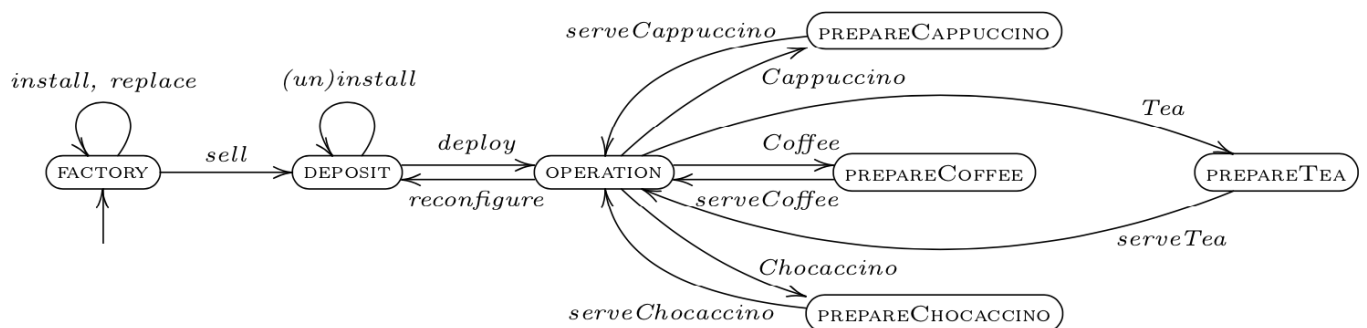 serveCappuccino
PREPARECAPPUCCINO
install, replace
(un)install
Cappuccino
Tea
sell
deploy
Coffee
FACTORY
DEPOSIT
OPERATION
PREPARECOFFEE
PREPARETEA
reconfigure
serveCoffee
serveTea
Chocaccino
serveChocaccino
PREPARECHOCACCINO